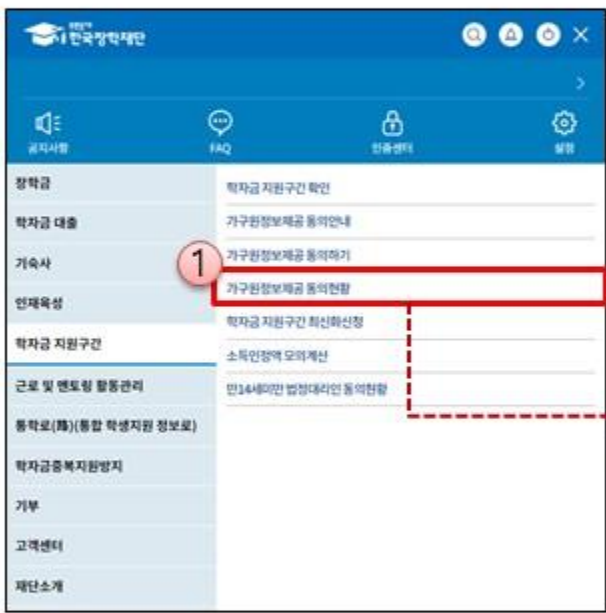 한국장학재단
공지사항
FAQ
인증센터
설정
장학금
학자금 대출
기숙사
인재육성
학자금 지원구간
근로 및 멘토링 활동관리
통학로(路)(통합 학생지원 정보로)
학자금중복지원방지
기부
고객센터
재단소개
학자금 지원구간 확인
가구원정보제공 동의안내
가구원정보제공 동의하기
1
가구원정보제공 동의현황
학자금 지원구간 최신화신청
소득인정액 모의계산
만14세미만 법정대리인 동의현황